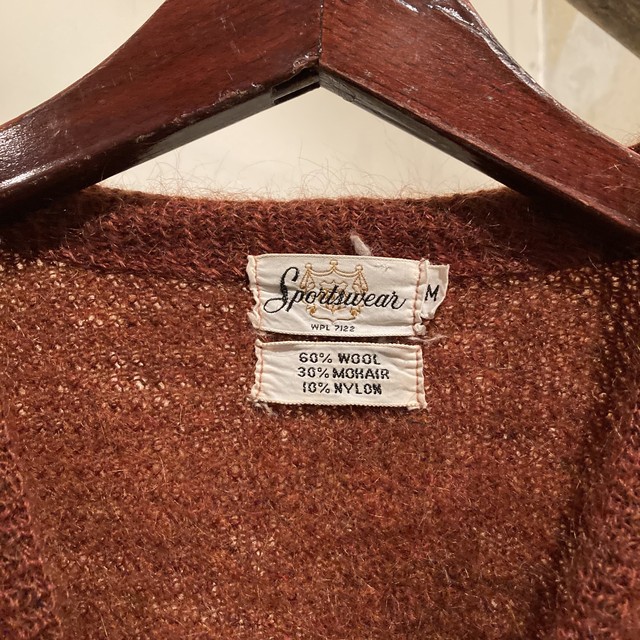 Sportswear
M
WPL 7122
60% WOOL
30% MOHAIR
10% NYLON